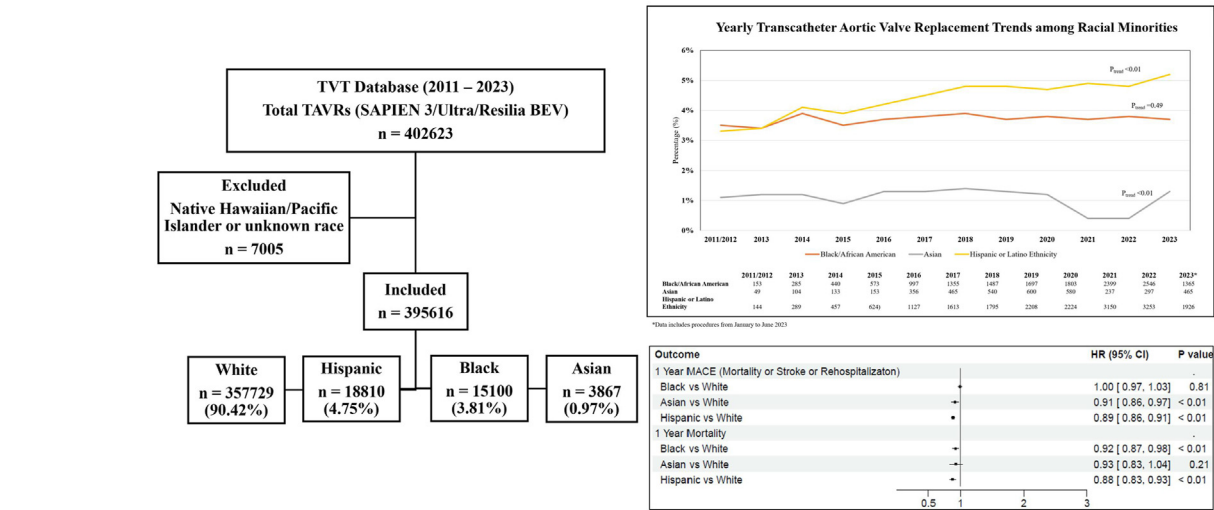 TVT Database (2011 – 2023)
Total TAVRs (SAPIEN 3/Ultra/Resilia BEV)
n = 402623
Excluded
Native Hawaiian/Pacific
Islander or unknown race
n = 7005
Included
n = 395616
White
n = 357729
(90.42%)
Hispanic
n = 18810
(4.75%)
Black
n = 15100
(3.81%)
Asian
n = 3867
(0.97%)
Yearly Transcatheter Aortic Valve Replacement Trends among Racial Minorities
Percentage (%)
6%
5%
4%
3%
2%
1%
0%
Ptrend <0.01
Ptrend =0.49
Ptrend <0.01
2011/2012 2013 2014 2015 2016 2017 2018 2019 2020 2021 2022 2023
Black/African American Asian Hispanic or Latino Ethnicity
2011/2012 2013 2014 2015 2016 2017 2018 2019 2020 2021 2022 2023*
Black/African American 153 285 440 573 997 1355 1487 1697 1803 2399 2546 1365
Asian 49 104 133 153 356 465 540 600 580 237 297 465
Hispanic or Latino
Ethnicity 144 289 457 624) 1127 1613 1795 2208 2224 3150 3253 1926
*Data includes procedures from January to June 2023
Outcome HR (95% CI) P value
1 Year MACE (Mortality or Stroke or Rehospitalizaton) .
Black vs White 1.00 [ 0.97, 1.03] 0.81
Asian vs White 0.91 [ 0.86, 0.97] < 0.01
Hispanic vs White 0.89 [ 0.86, 0.91] < 0.01
1 Year Mortality .
Black vs White 0.92 [ 0.87, 0.98] < 0.01
Asian vs White 0.93 [ 0.83, 1.04] 0.21
Hispanic vs White 0.88 [ 0.83, 0.93] < 0.01
0.5 1 2 3